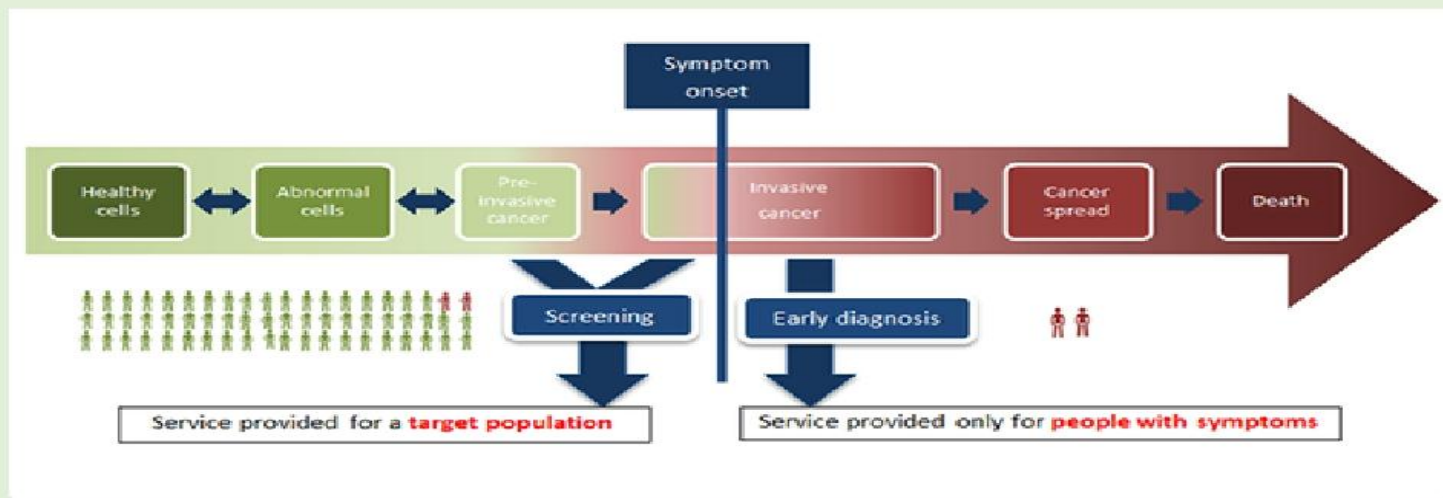 Symptom
onset
Healthy
cells
Abnormal
cells
Pre-
invasive
cancer
Invasive
cancer
Cancer
spread
Death
Screening
Early diagnosis
Service provided for a target population
Service provided only for people with symptoms